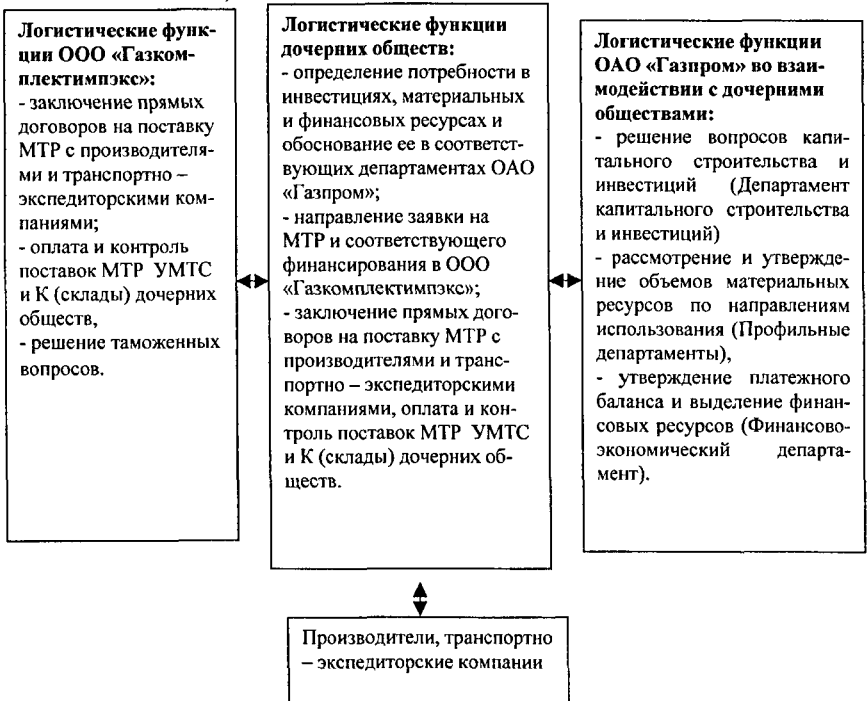 Логистические функ-
ции ООО «Газком-
плектимпэкс»:
- заключение прямых
договоров на поставку
МТР с производителя-
ми и транспортно –
экспедиторскими ком-
паниями;
- оплата и контроль
поставок МТР УМТС
и К (склады) дочерних
обществ,
- решение таможенных
вопросов.
Логистические функции
дочерних обществ:
- определение потребности в
инвестициях, материальных
и финансовых ресурсах и
обоснование ее в соответст-
вующих департаментах ОАО
«Газпром»;
- направление заявки на
МТР и соответствующего
финансирования в ООО
«Газкомплектимпэкс»;
- заключение прямых дого-
воров на поставку МТР с
производителями и транс-
портно – экспедиторскими
компаниями, оплата и кон-
троль поставок МТР УМТС
и К (склады) дочерних об-
ществ.
Логистические функции
ОАО «Газпром» во взаи-
модействии с дочерними
обществами:
- решение вопросов капи-
тального строительства и
инвестиций (Департамент
капитального строительства
и инвестиций)
- рассмотрение и утвержде-
ние объемов материальных
ресурсов по направлениям
использования (Профильные
департаменты),
- утверждение платежного
баланса и выделение финан-
совых ресурсов (Финансово-
экономический департа-
мент).
Производители, транспортно
– экспедиторские компании